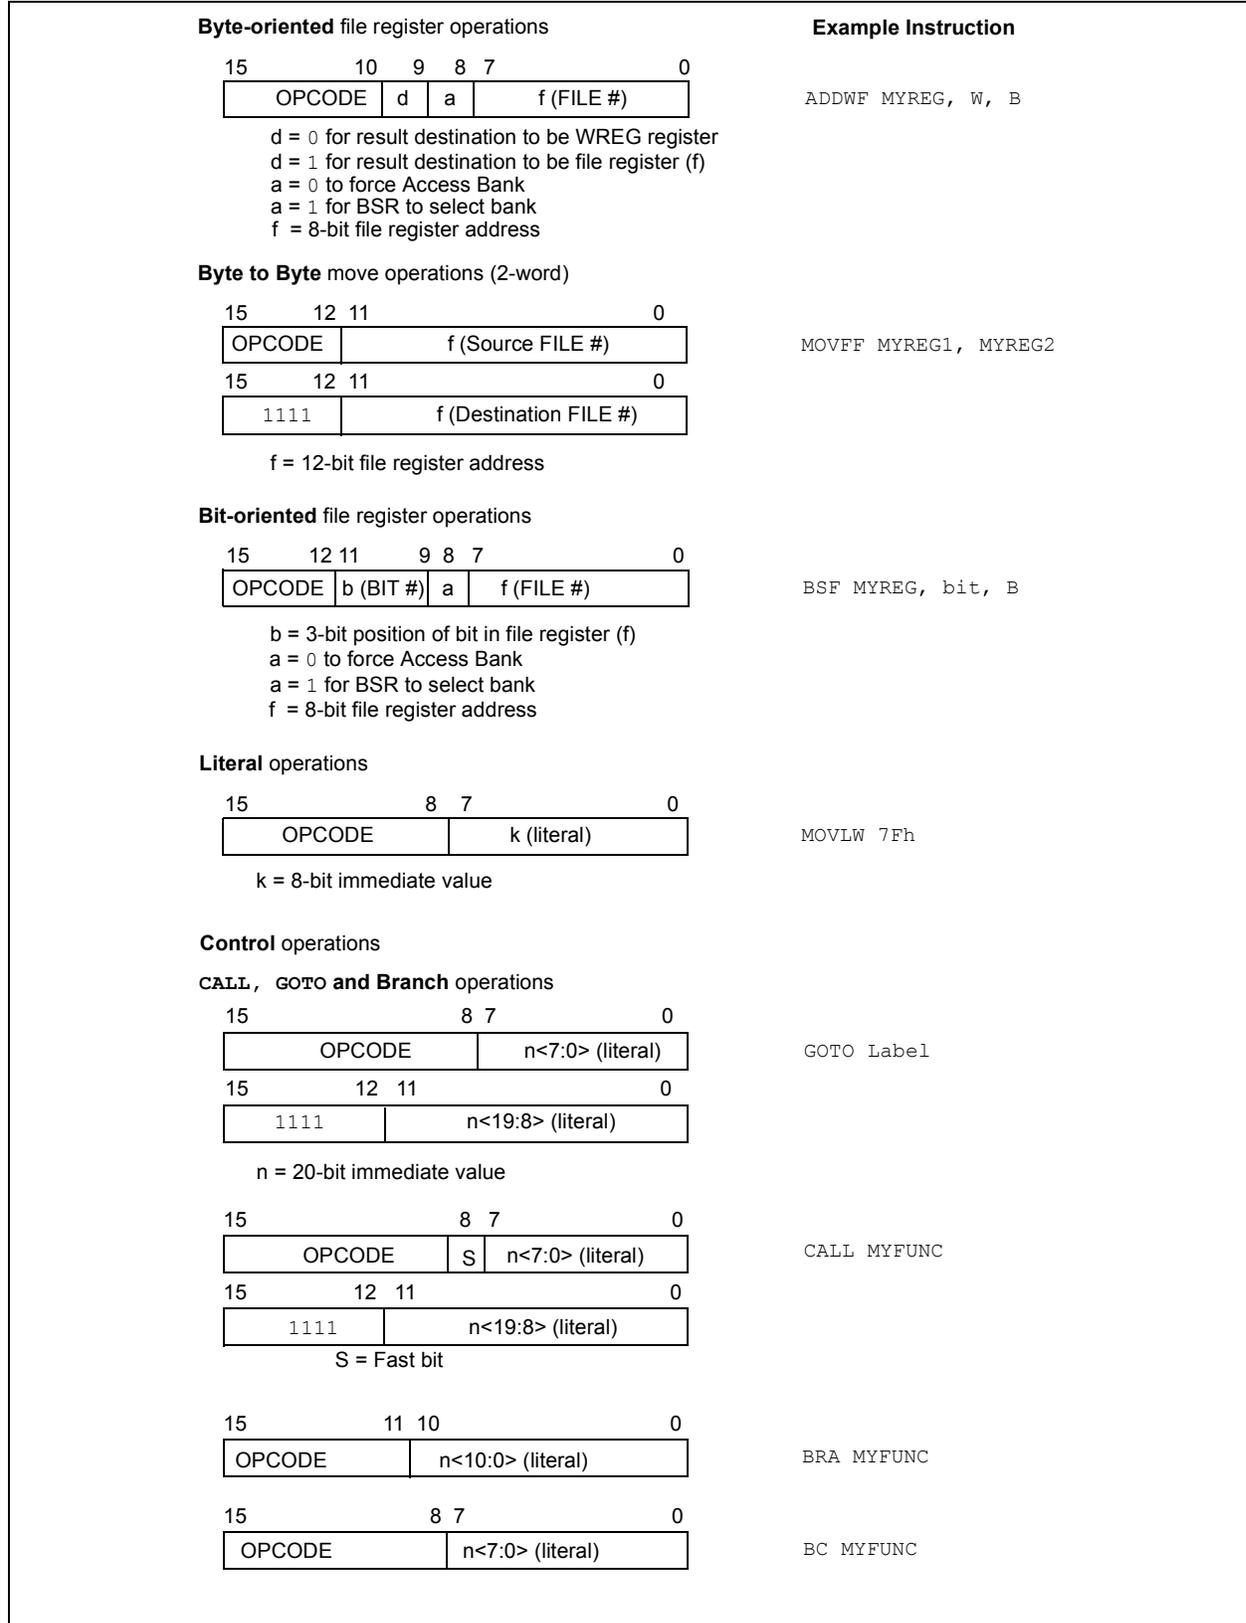 Byte-oriented file register operations Example Instruction
15 10 9 8 7 0
OPCODE d a f (FILE #) ADDWF MYREG, W, B
d = 0 for result destination to be WREG register
d = 1 for result destination to be file register (f)
a = 0 to force Access Bank
a = 1 for BSR to select bank
f = 8-bit file register address
Byte to Byte move operations (2-word)
15 12 11 0
OPCODE f (Source FILE #) MOVFF MYREG1, MYREG2
15 12 11 0
1111 f (Destination FILE #)
f = 12-bit file register address
Bit-oriented file register operations
15 12 11 9 8 7 0
OPCODE b (BIT #) a f (FILE #) BSF MYREG, bit, B
b = 3-bit position of bit in file register (f)
a = 0 to force Access Bank
a = 1 for BSR to select bank
f = 8-bit file register address
Literal operations
15 8 7 0
OPCODE k (literal) MOVLW 7Fh
k = 8-bit immediate value
Control operations
CALL, GOTO and Branch operations
15 8 7 0
OPCODE n<7:0> (literal) GOTO Label
15 12 11 0
1111 n<19:8> (literal)
n = 20-bit immediate value
15 8 7 0
OPCODE S n<7:0> (literal) CALL MYFUNC
15 12 11 0
1111 n<19:8> (literal)
S = Fast bit
15 11 10 0
OPCODE n<10:0> (literal) BRA MYFUNC
15 8 7 0
OPCODE n<7:0> (literal) BC MYFUNC